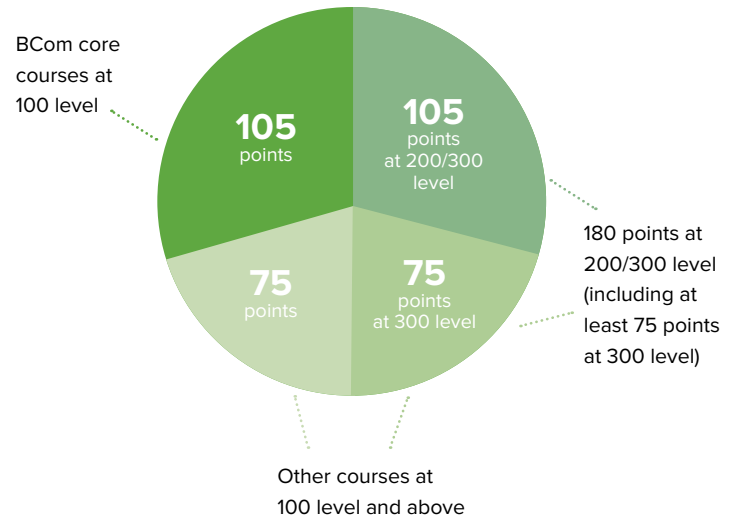 BCom core
courses at
100 level
105
points
105
points
at 200/300
level
180 points at
200/300 level
(including at
least 75 points
at 300 level)
75
points
75
points
at 300 level
Other courses at
100 level and above